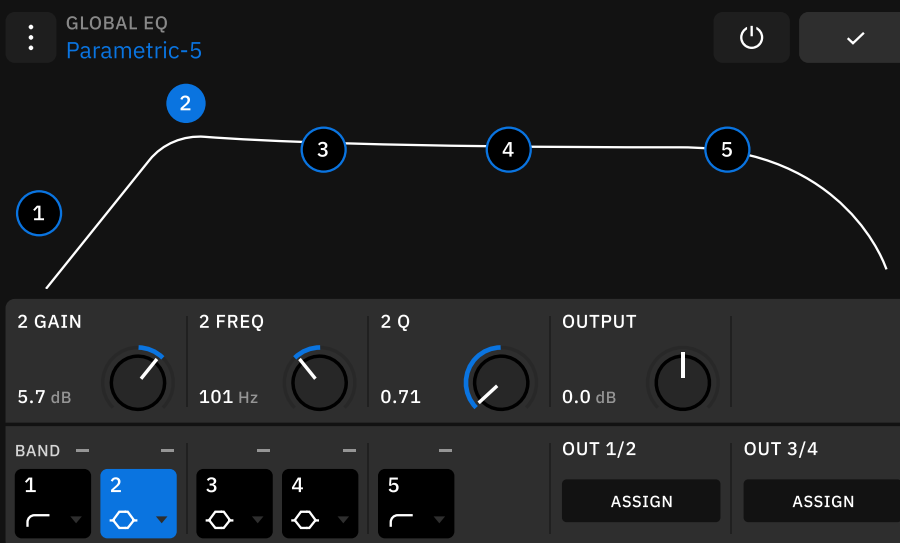 GLOBAL EQ
Parametric-5
2
3
4
5
1
2 GAIN
2 FREQ
2 Q
OUTPUT
5.7 dB
101 Hz
0.71
0.0 dB
BAND
OUT 1/2
OUT 3/4
1
2
3
4
5
ASSIGN
ASSIGN